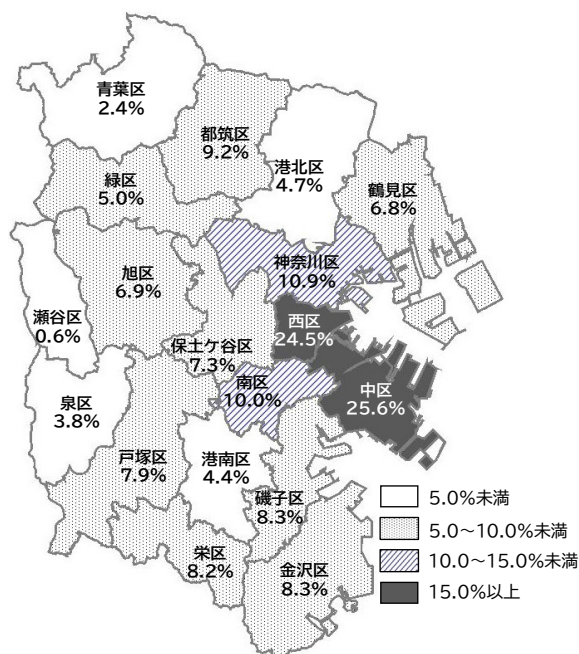 青葉区
2.4%
都筑区
9.2%
港北区
4.7%
緑区
5.0%
鶴見区
6.8%
神奈川区
10.9%
旭区
6.9%
瀬谷区
0.6%
西区
24.5%
保土ケ谷区
7.3%
南区
10.0%
中区
25.6%
泉区
3.8%
戸塚区
7.9%
港南区
4.4%
磯子区
8.3%
栄区
8.2%
金沢区
8.3%
5.0%未満
5.0～10.0%未満
10.0～15.0%未満
15.0%以上